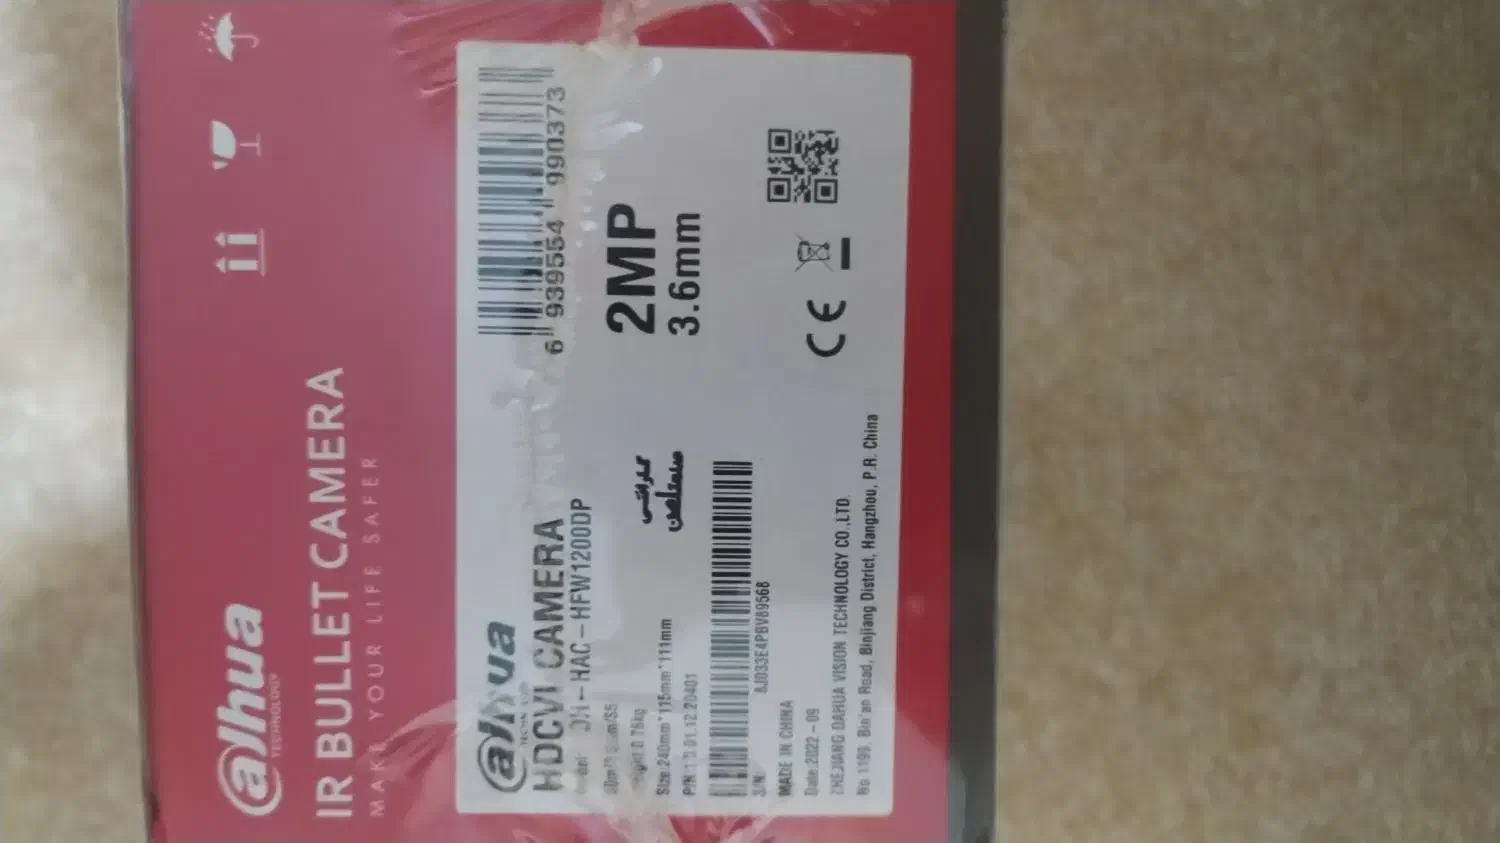 alhua
TECHNOLOGY
IR BULLET CAMERA
MAKE YOUR LIFE SAFER
alhua
HDCVI CAMERA
DH-HAC-HFW1200DP
Size:240mm*115mm*111mm
S/N:
8J033E4PBV89568
MADE IN CHINA
Date:2022-09
ZHEJIANG DAHUA VISION TECHNOLOGY CO.,LTD.
No.1199, Bin'an Road, Binjiang District, Hangzhou, P.R. China
6 939554 990373
2MP
3.6mm
گارانتی
CE